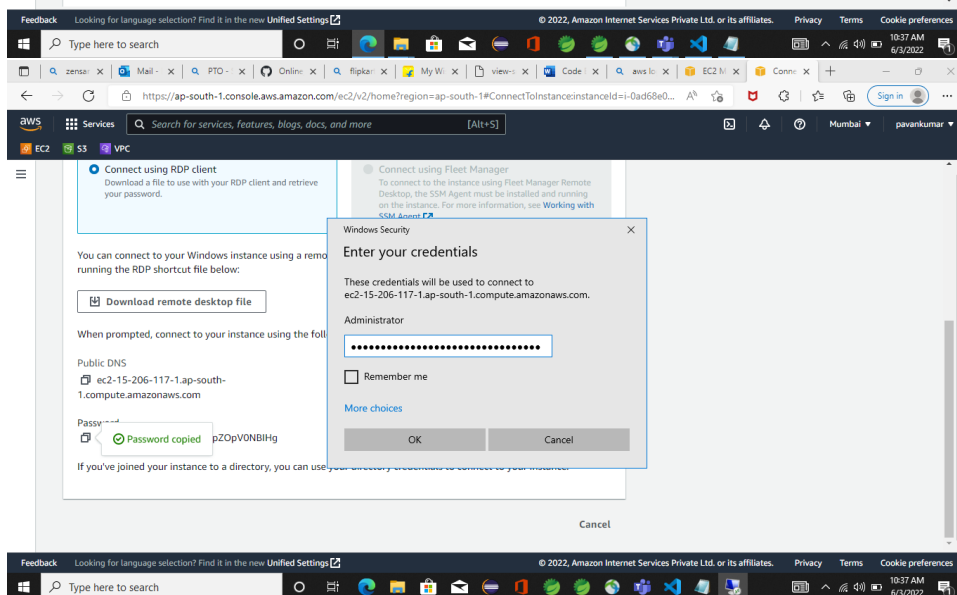 Feedback Looking for language selection? Find it in the new Unified Settings © 2022, Amazon Internet Services Private Ltd. or its affiliates. Privacy Terms Cookie preferences
Type here to search 10:37 AM
6/3/2022
zensar Mail - PTO - Online flipkar My Wi view-s Code aws lo EC2 M Conne
https://ap-south-1.console.aws.amazon.com/ec2/v2/home?region=ap-south-1#ConnectToInstance:instanceId=i-0ad68e0... Sign in
aws Services Search for services, features, blogs, docs, and more [Alt+S] Mumbai pavankumar
EC2 S3 VPC
Connect using RDP client
Download a file to use with your RDP client and retrieve
your password.
Connect using Fleet Manager
To connect to the instance using Fleet Manager Remote
Desktop, the SSM Agent must be installed and running
on the instance. For more information, see Working with
SSM Agent
You can connect to your Windows instance using a remo
running the RDP shortcut file below:
Download remote desktop file
When prompted, connect to your instance using the foll
Public DNS
ec2-15-206-117-1.ap-south-
1.compute.amazonaws.com
Password
Password copied pZOpV0NBIHg
If you've joined your instance to a directory, you can use your directory credentials to connect to your instance.
Windows Security
Enter your credentials
These credentials will be used to connect to
ec2-15-206-117-1.ap-south-1.compute.amazonaws.com.
Administrator
Remember me
More choices
OK Cancel
Cancel
Feedback Looking for language selection? Find it in the new Unified Settings © 2022, Amazon Internet Services Private Ltd. or its affiliates. Privacy Terms Cookie preferences
Type here to search 10:37 AM
6/3/2022